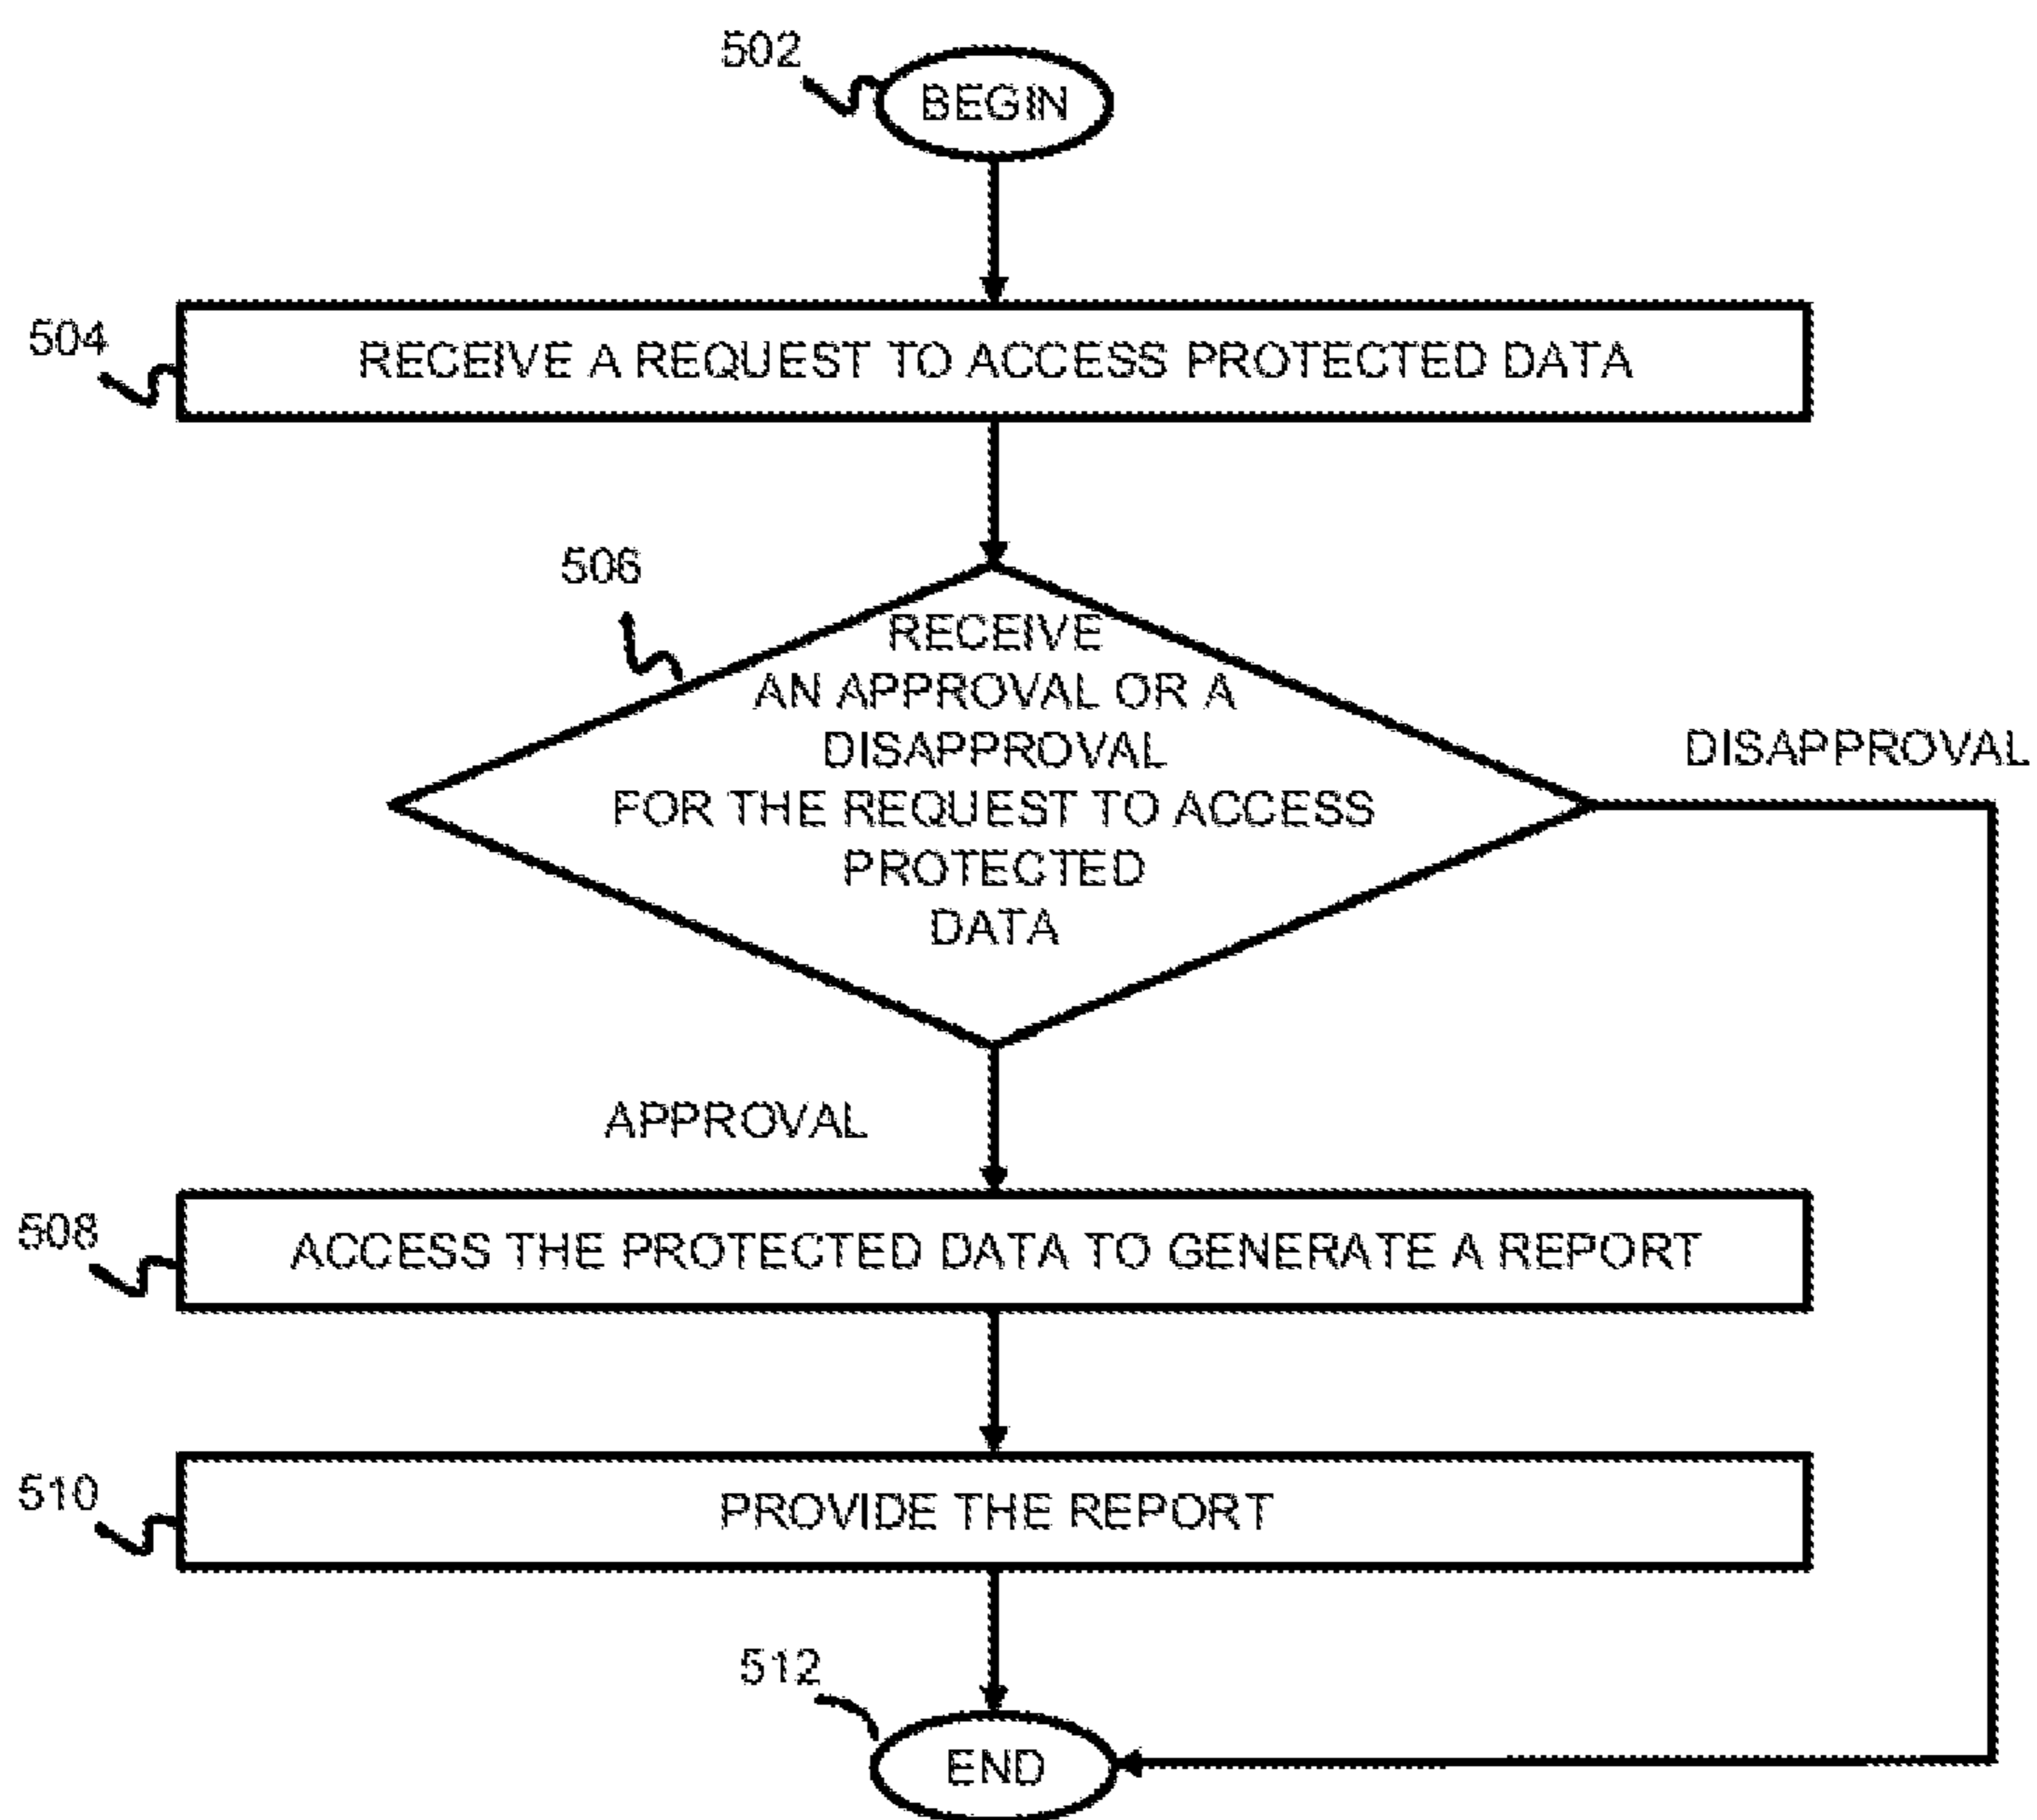 502
BEGIN
504
RECEIVE A REQUEST TO ACCESS PROTECTED DATA
506
RECEIVE
AN APPROVAL OR A
DISAPPROVAL
FOR THE REQUEST TO ACCESS
PROTECTED
DATA
DISAPPROVAL
APPROVAL
508
ACCESS THE PROTECTED DATA TO GENERATE A REPORT
510
PROVIDE THE REPORT
512
END